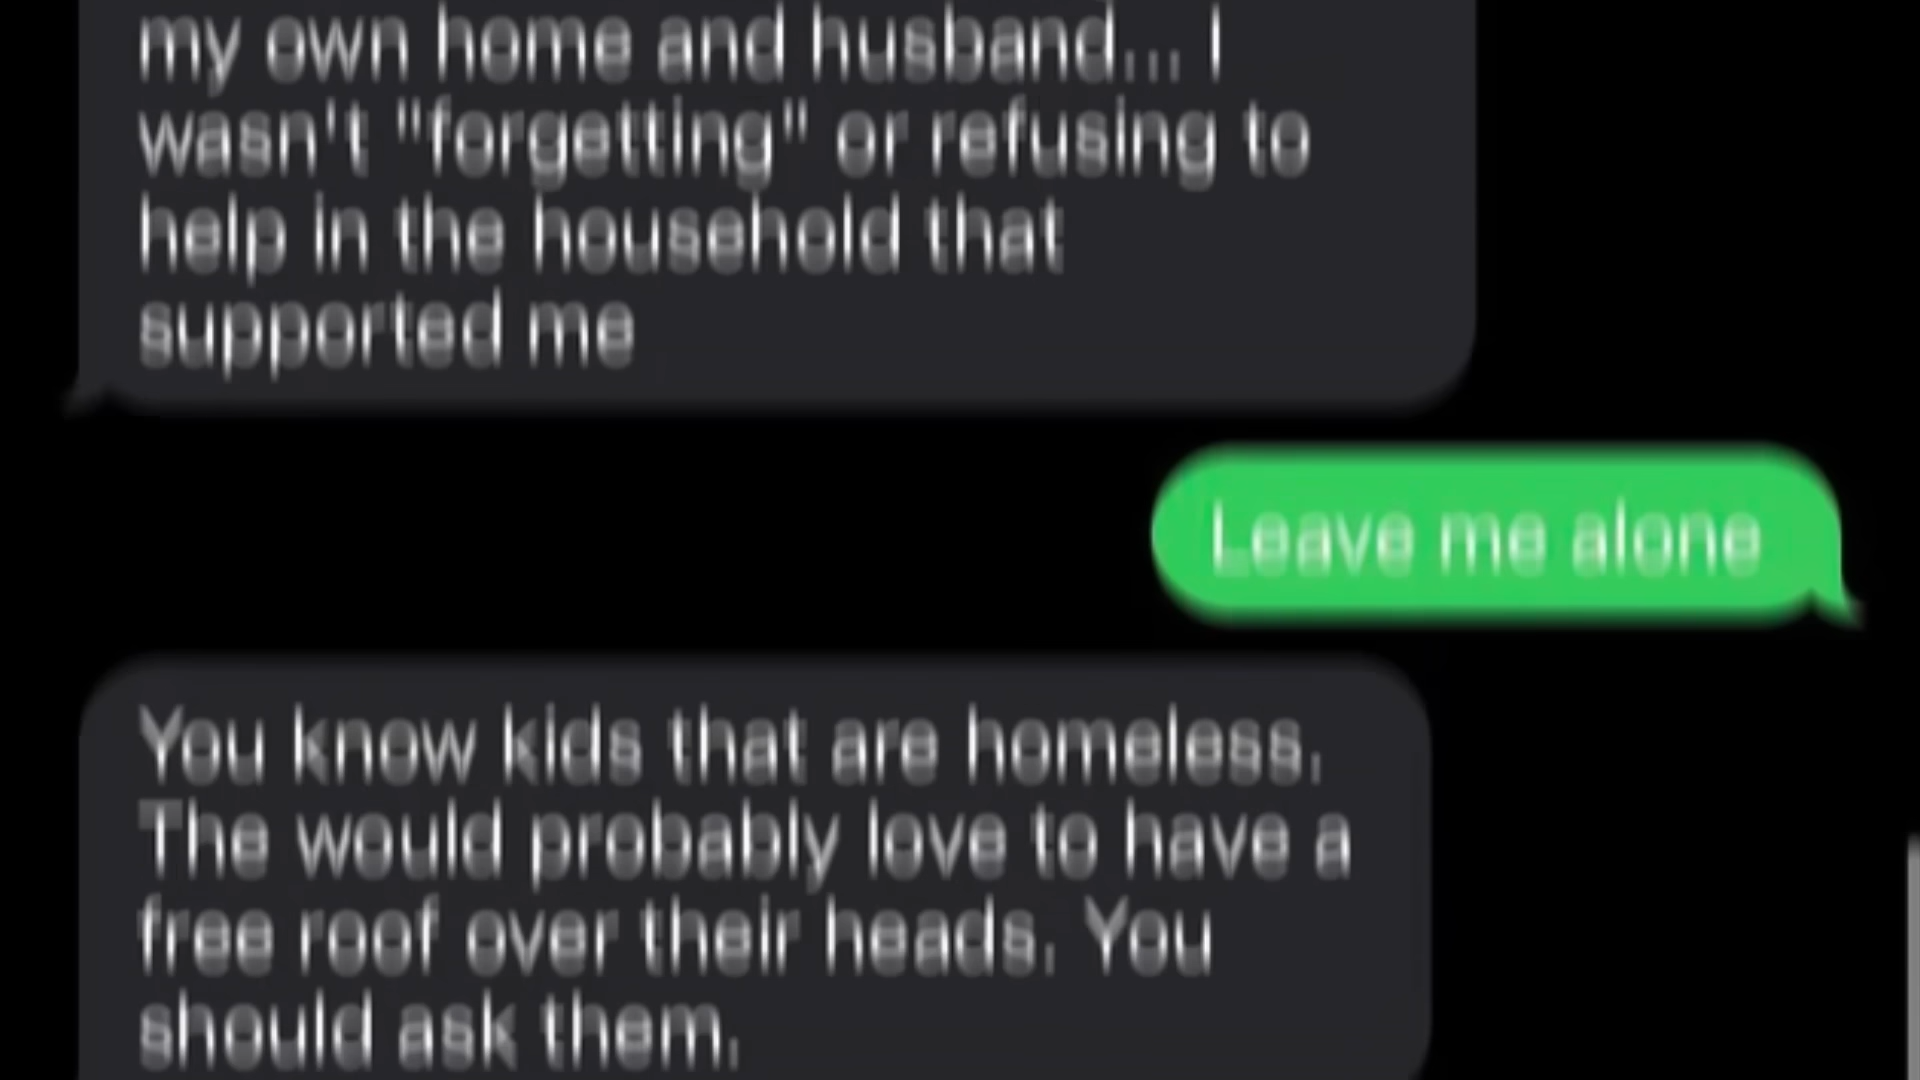 my own home and husband... I
wasn't "forgetting" or refusing to
help in the household that
supported me
Leave me alone
You know kids that are homeless.
The would probably love to have a
free roof over their heads. You
should ask them.